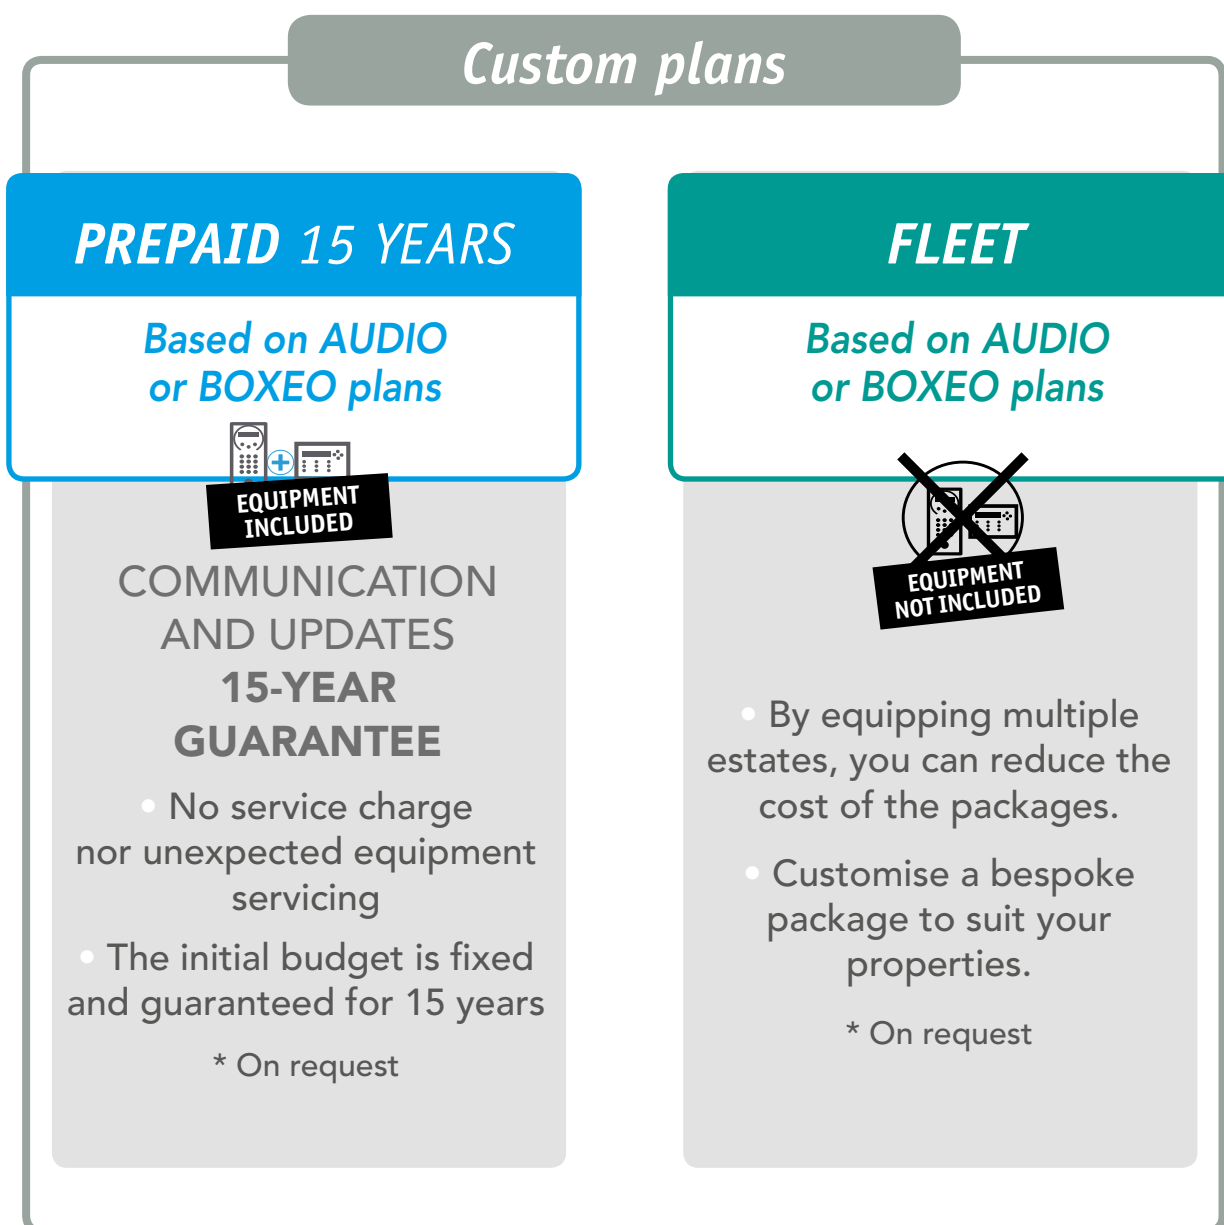 Custom plans
PREPAID 15 YEARS
Based on AUDIO
or BOXEO plans
EQUIPMENT
INCLUDED
COMMUNICATION
AND UPDATES
15-YEAR
GUARANTEE
• No service charge
nor unexpected equipment
servicing
• The initial budget is fixed
and guaranteed for 15 years
* On request
FLEET
Based on AUDIO
or BOXEO plans
EQUIPMENT
NOT INCLUDED
• By equipping multiple
estates, you can reduce the
cost of the packages.
• Customise a bespoke
package to suit your
properties.
* On request